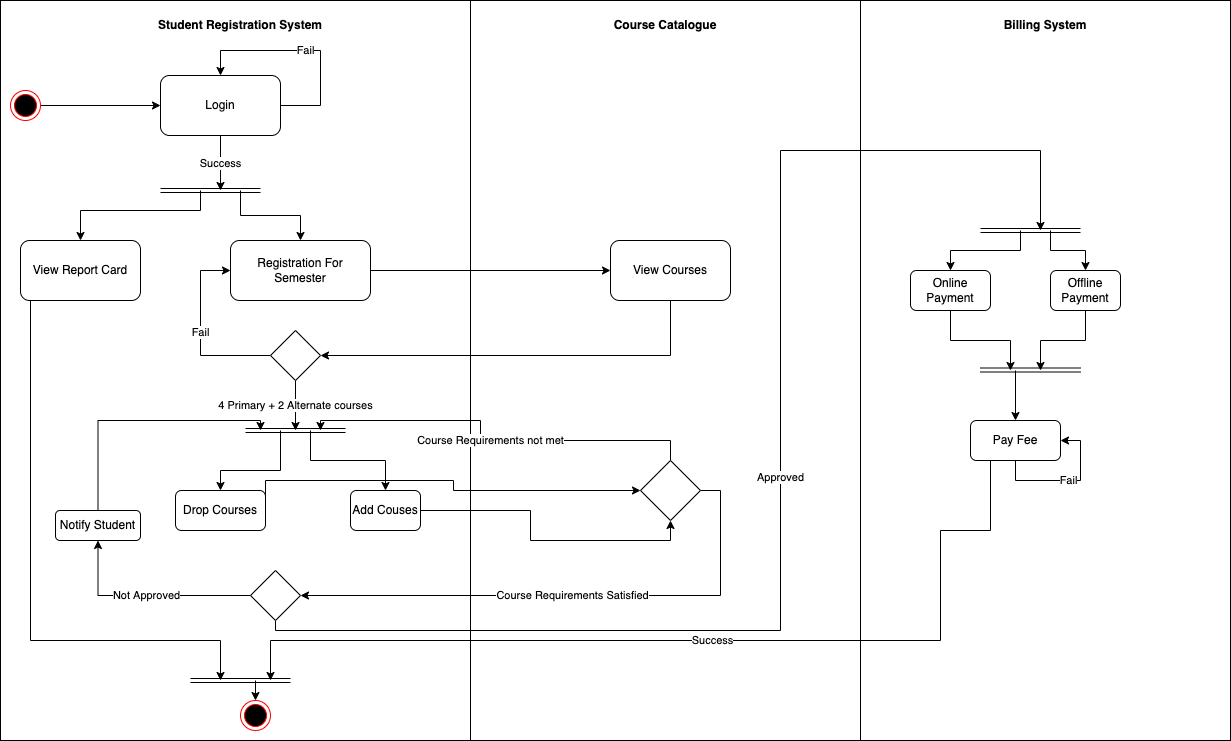 Student Registration System
Course Catalogue
Billing System
Fail
Login
Success
View Report Card
Registration For
Semester
View Courses
Online
Payment
Offline
Payment
Fail
4 Primary + 2 Alternate courses
Course Requirements not met
Pay Fee
Approved
Fail
Drop Courses
Add Couses
Notify Student
Not Approved
Course Requirements Satisfied
Success